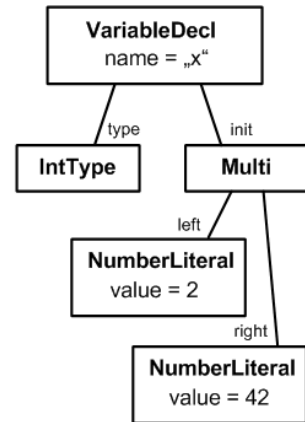 VariableDecl
name = „x“
type
init
IntType
Multi
left
NumberLiteral
value = 2
right
NumberLiteral
value = 42